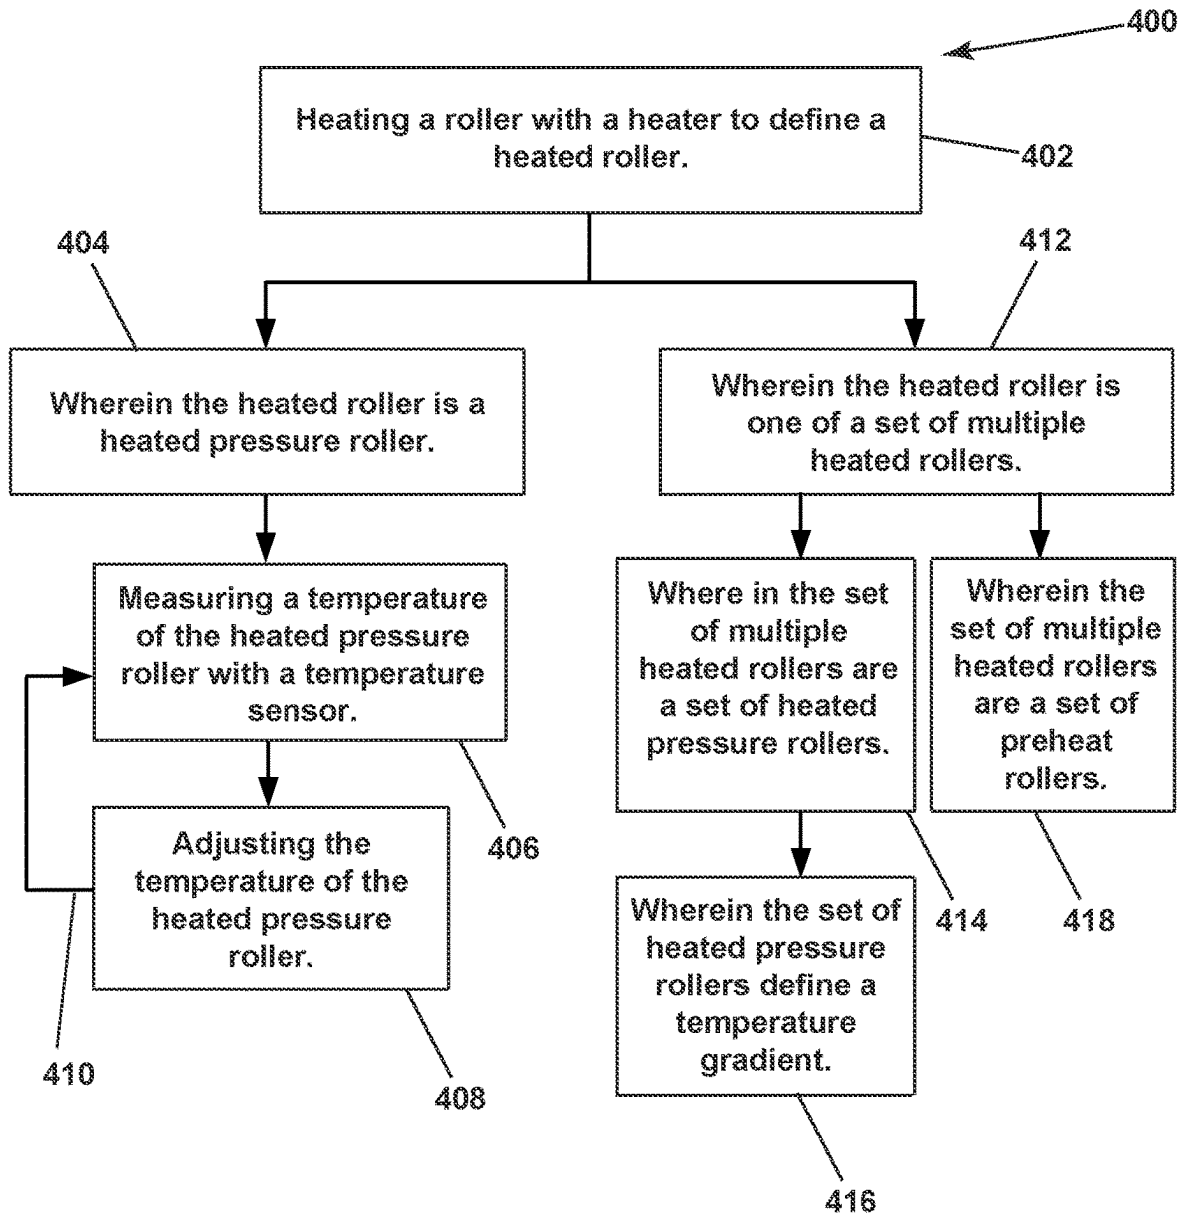 400
Heating a roller with a heater to define a
heated roller.
402
404
412
Wherein the heated roller is a
heated pressure roller.
Wherein the heated roller is
one of a set of multiple
heated rollers.
Measuring a temperature
of the heated pressure
roller with a temperature
sensor.
406
Adjusting the
temperature of the
heated pressure
roller.
410
408
Where in the set
of multiple
heated rollers are
a set of heated
pressure rollers.
414
Wherein the
set of multiple
heated rollers
are a set of
preheat
rollers.
418
Wherein the set of
heated pressure
rollers define a
temperature
gradient.
416